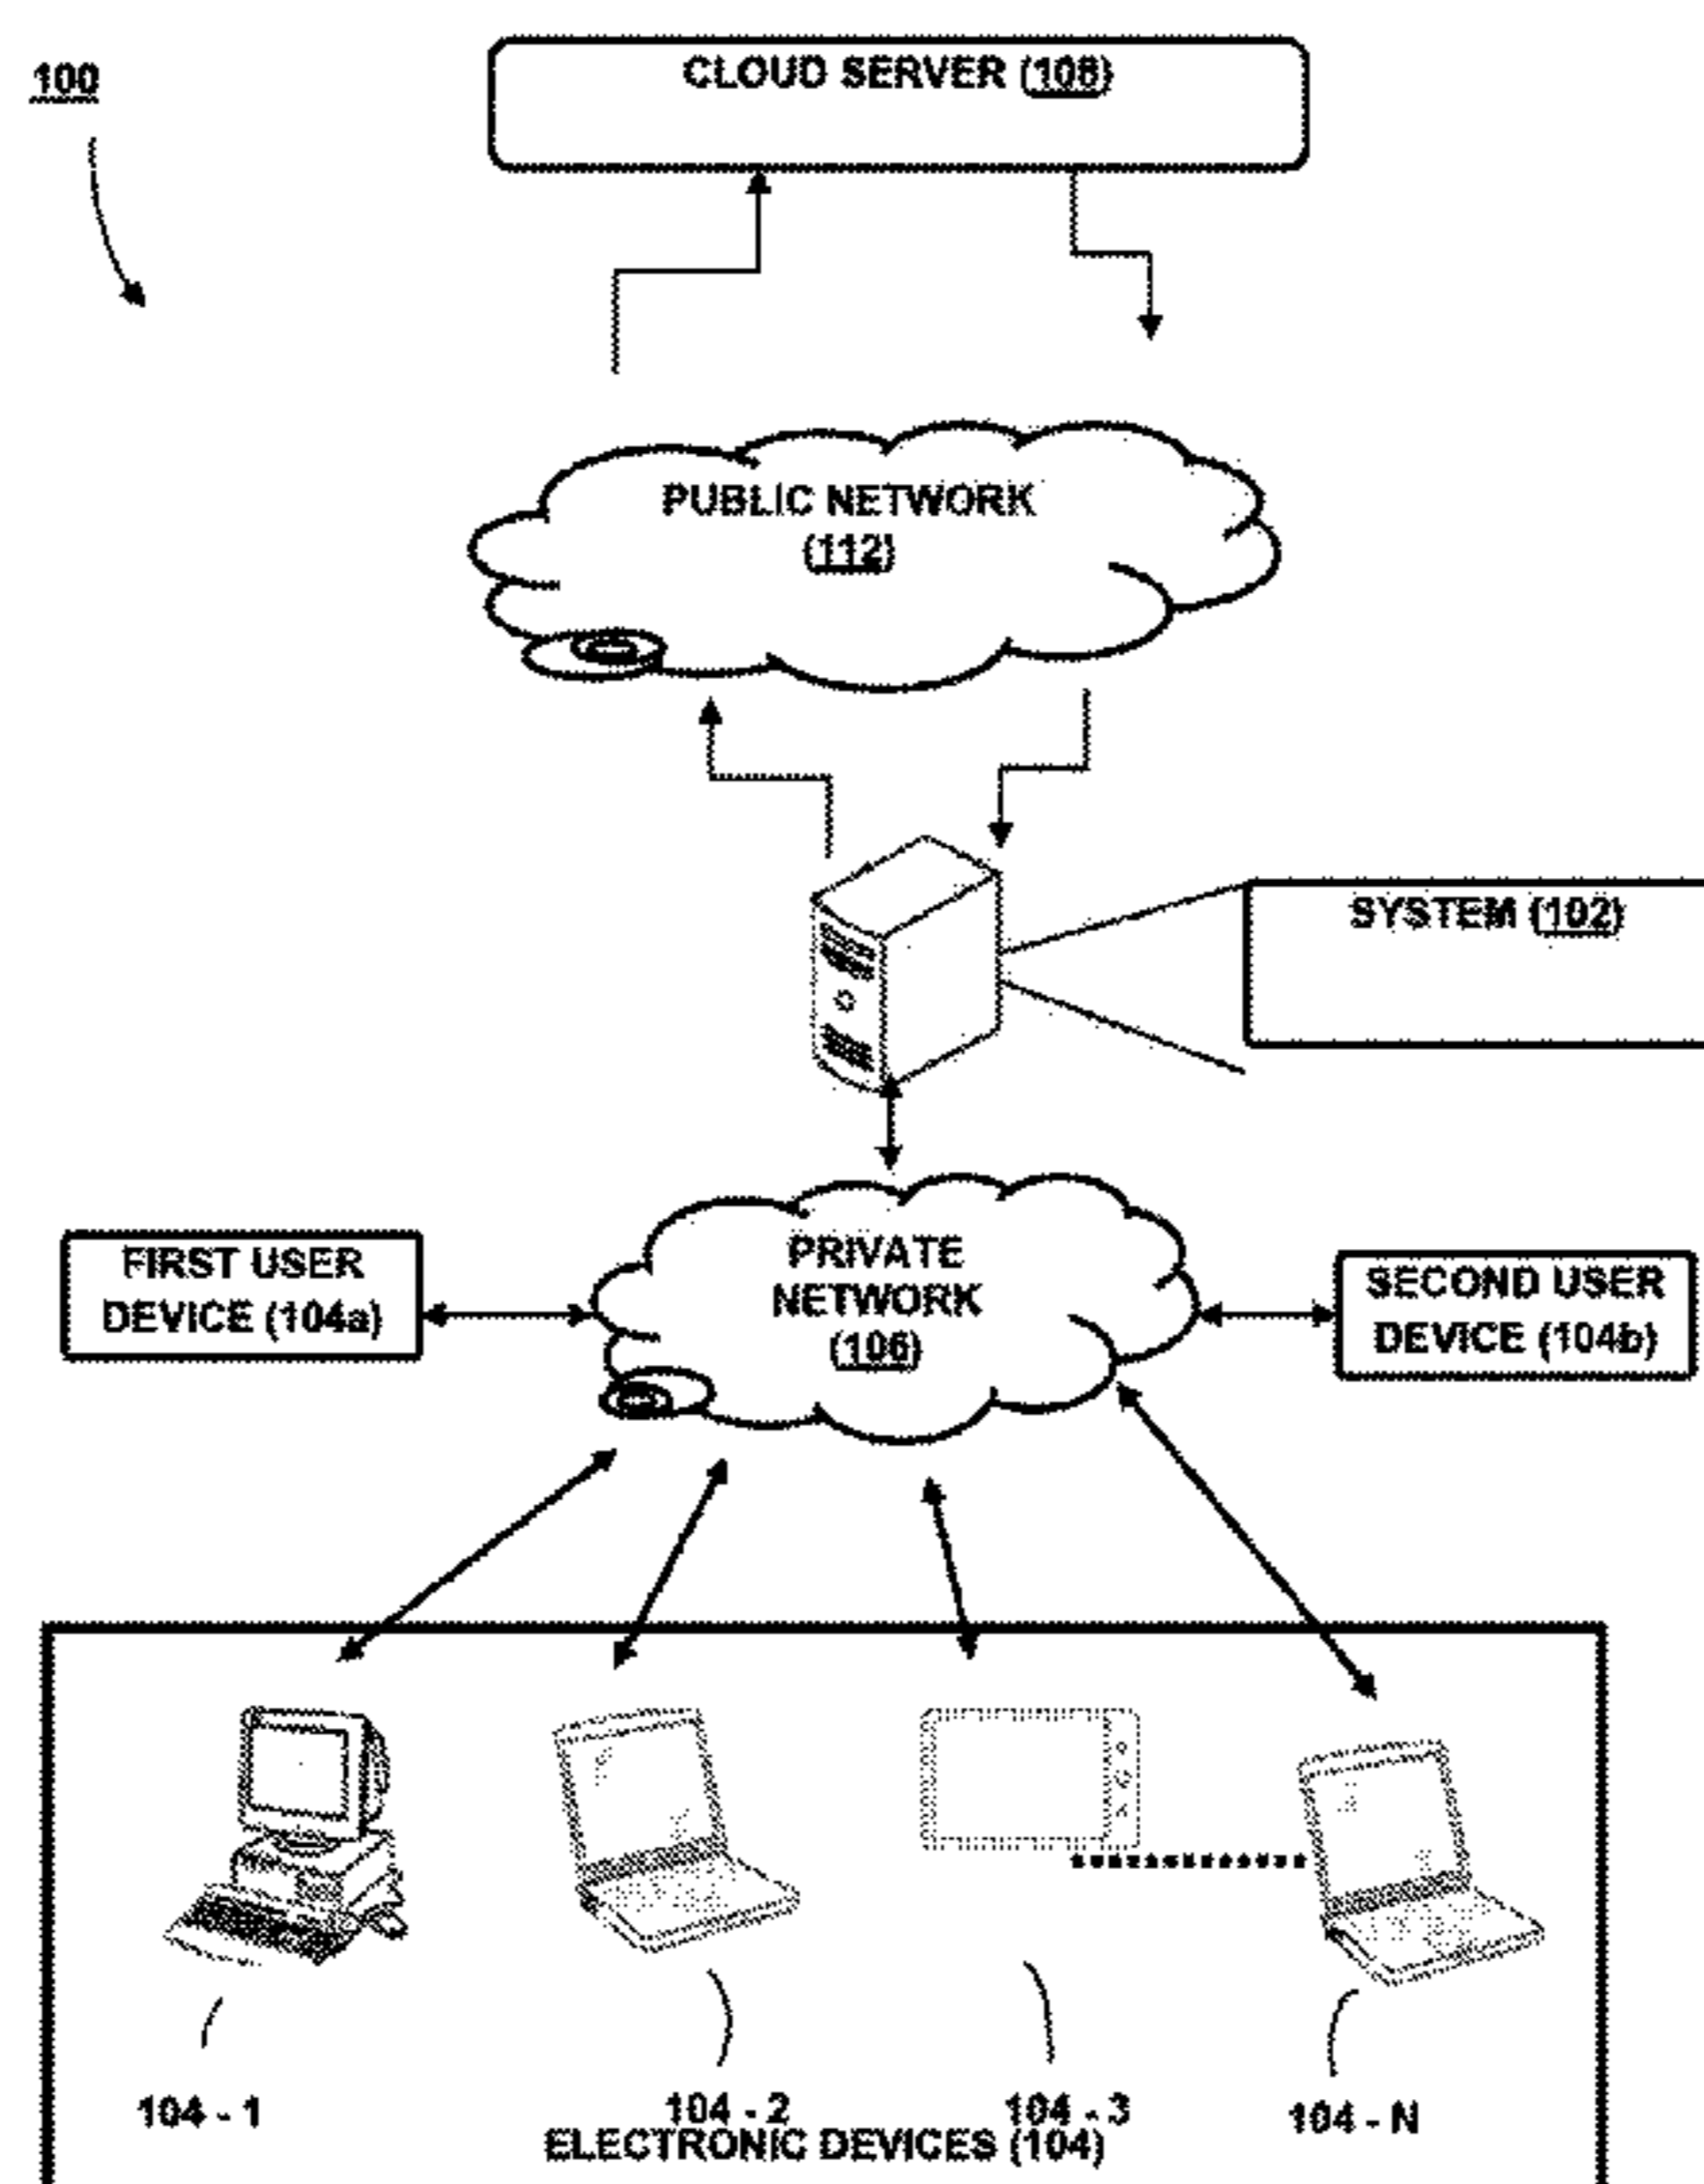 100
CLOUD SERVER (108)
PUBLIC NETWORK
(112)
SYSTEM (102)
FIRST USER
DEVICE (104a)
PRIVATE
NETWORK
(106)
SECOND USER
DEVICE (104b)
104 - 1
104 - 2
104 - 3
104 - N
ELECTRONIC DEVICES (104)